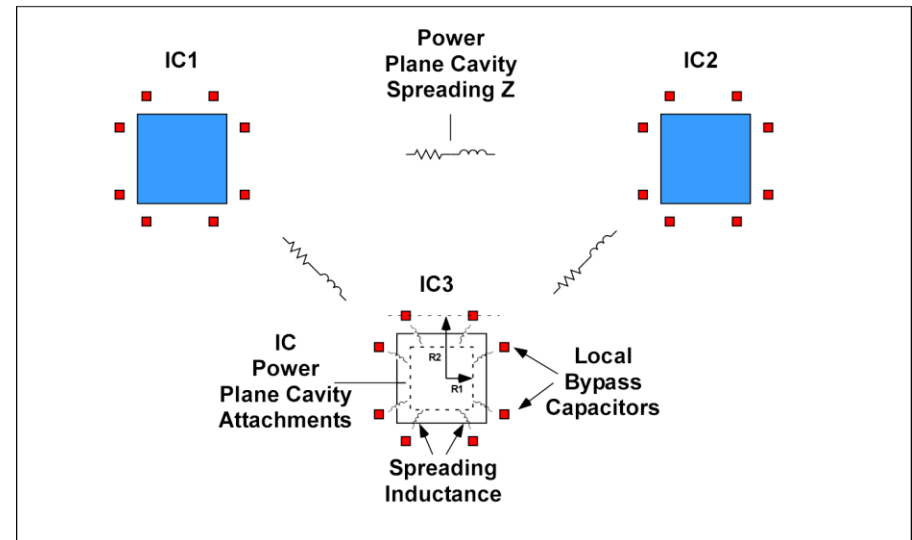 IC1
Power
Plane Cavity
Spreading Z
IC2
IC3
IC
Power
Plane Cavity
Attachments
R2
R1
Local
Bypass
Capacitors
Spreading
Inductance